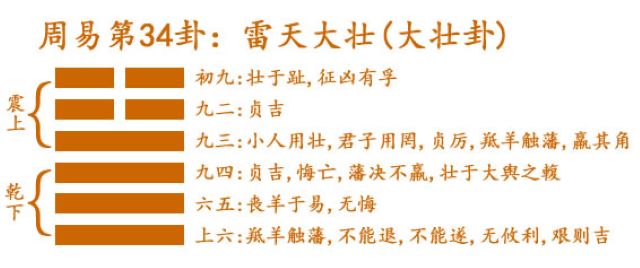 周易第34卦：雷天大壮(大壮卦)
震上
乾下
初九:壮于趾,征凶有孚
九二:贞吉
九三:小人用壮,君子用罔,贞厉,羝羊触藩,羸其角
九四:贞吉,悔亡,藩决不羸,壮于大舆之輹
六五:丧羊于易,无悔
上六:羝羊触藩,不能退,不能遂,无攸利,艰则吉